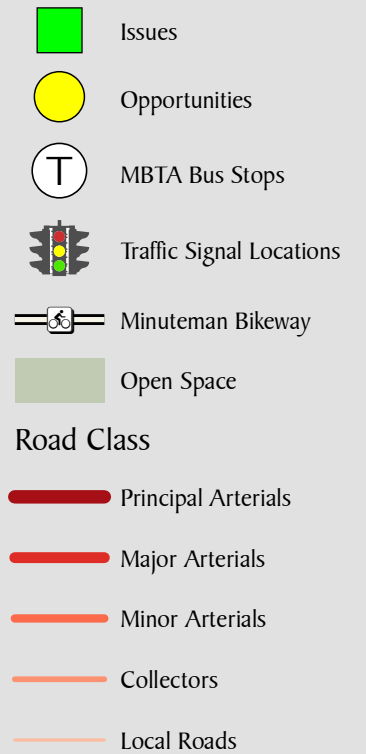 Issues
Opportunities
T MBTA Bus Stops
Traffic Signal Locations
Minuteman Bikeway
Open Space
Road Class
Principal Arterials
Major Arterials
Minor Arterials
Collectors
Local Roads